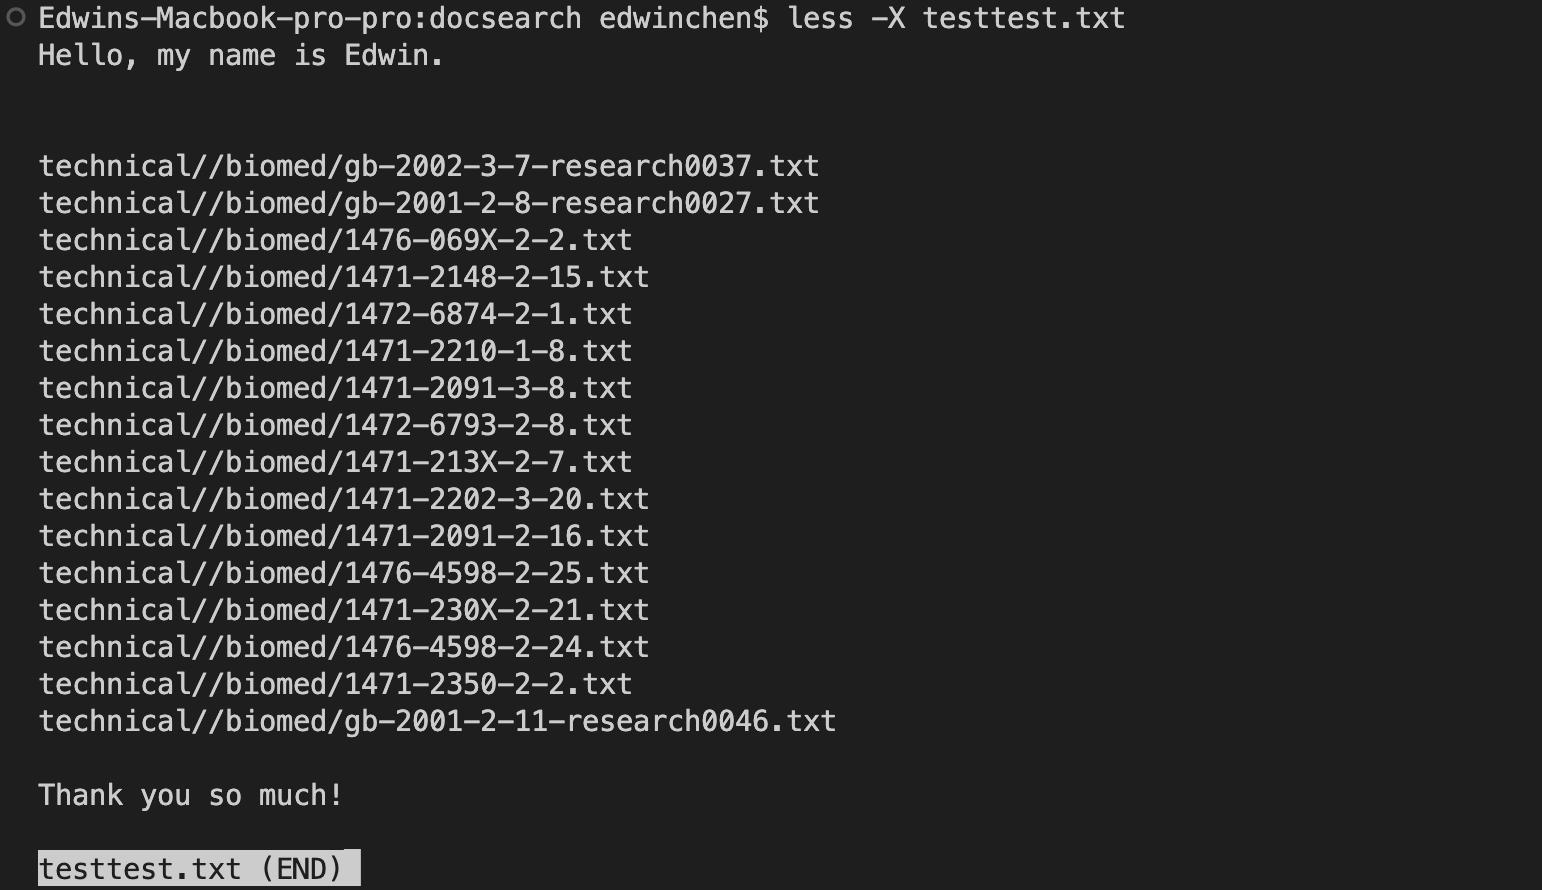 Edwins-Macbook-pro-pro:docsearch edwinchen$ less -X testtest.txt
Hello, my name is Edwin.
technical//biomed/gb-2002-3-7-research0037.txt
technical//biomed/gb-2001-2-8-research0027.txt
technical//biomed/1476-069X-2-2.txt
technical//biomed/1471-2148-2-15.txt
technical//biomed/1472-6874-2-1.txt
technical//biomed/1471-2210-1-8.txt
technical//biomed/1471-2091-3-8.txt
technical//biomed/1472-6793-2-8.txt
technical//biomed/1471-213X-2-7.txt
technical//biomed/1471-2202-3-20.txt
technical//biomed/1471-2091-2-16.txt
technical//biomed/1476-4598-2-25.txt
technical//biomed/1471-230X-2-21.txt
technical//biomed/1476-4598-2-24.txt
technical//biomed/1471-2350-2-2.txt
technical//biomed/gb-2001-2-11-research0046.txt
Thank you so much!
testtest.txt (END)